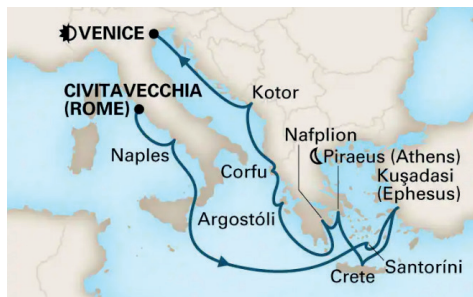 VENICE
CIVITAVECCHIA
(ROME)
Kotor
Nafplion
Piraeus (Athens)
Kuşadasi
(Ephesus)
Naples
Corfu
Argostóli
Santoríni
Crete